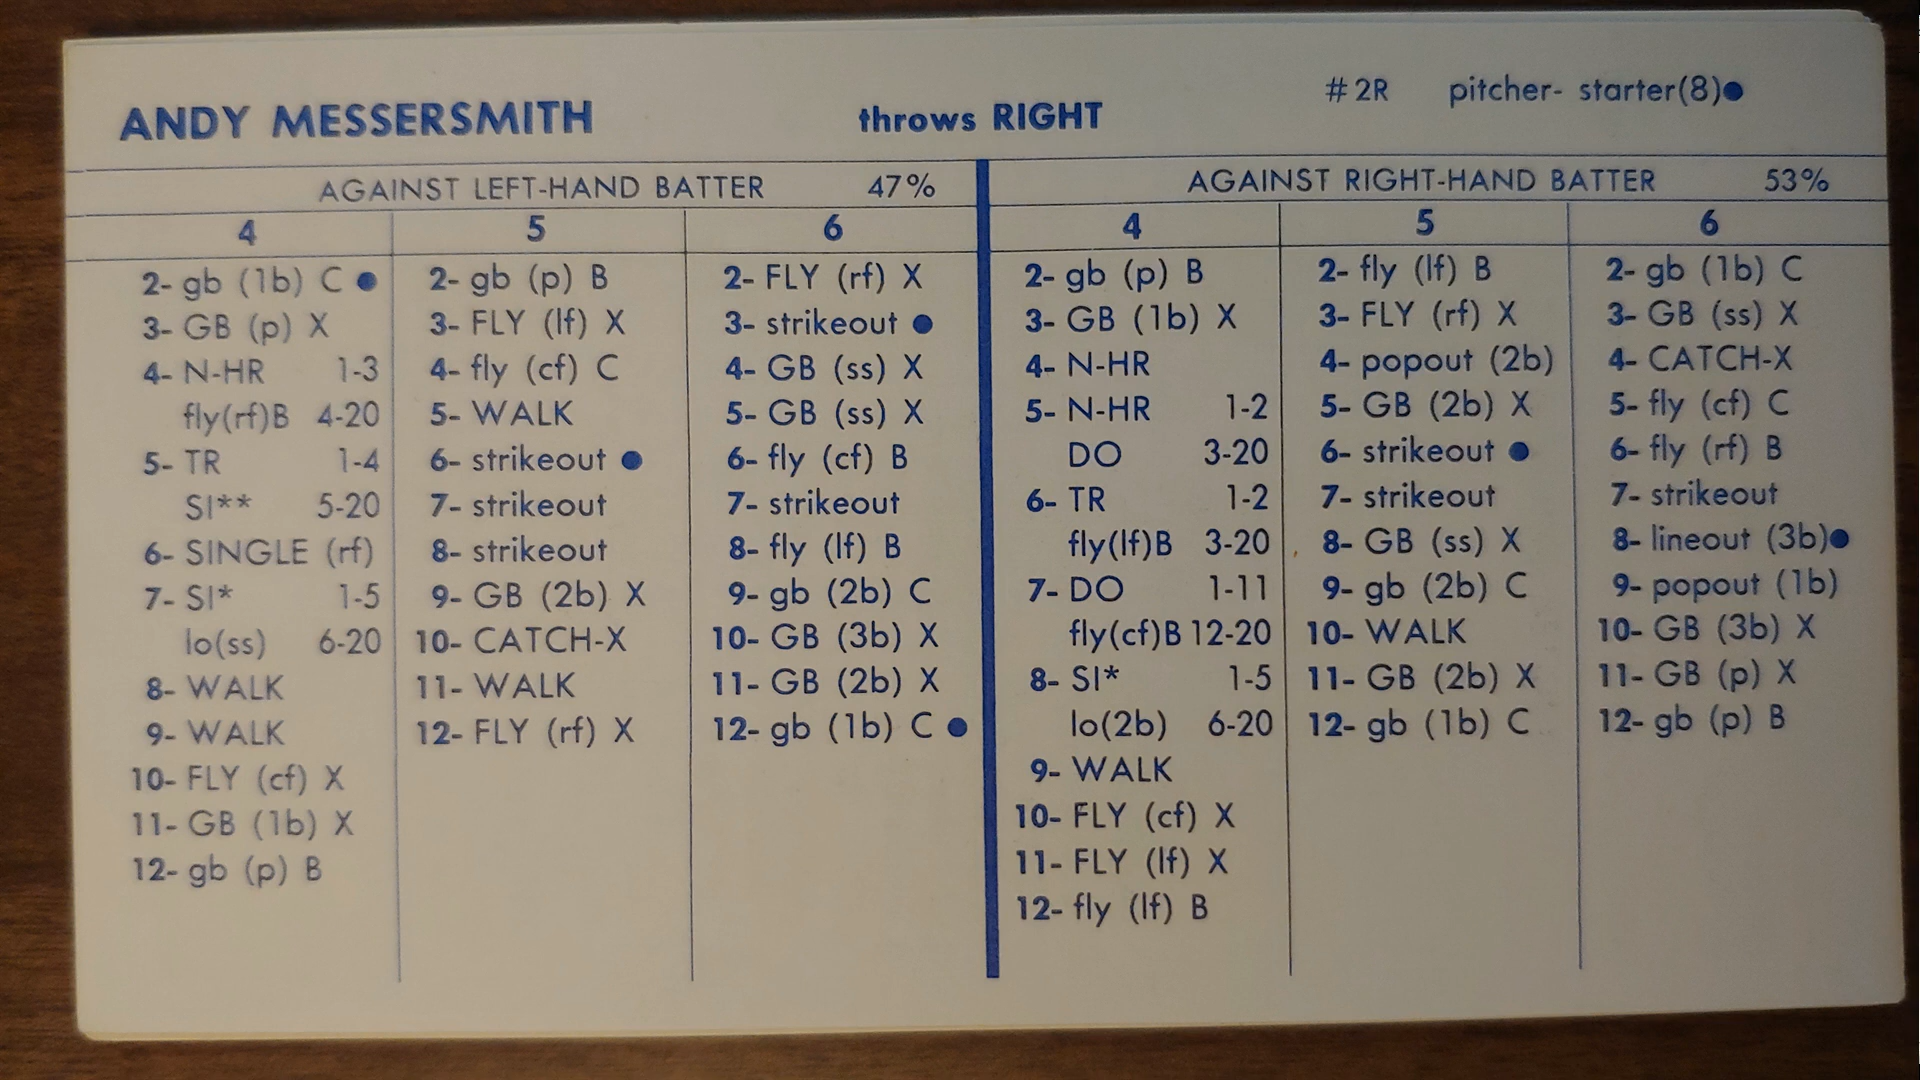 ANDY MESSERSMITH throws RIGHT #2R pitcher- starter(8)●
AGAINST LEFT-HAND BATTER 47%
4
2- gb (1b) C ●
3- GB (p) X
4- N-HR 1-3
fly(rf)B 4-20
5- TR 1-4
SI** 5-20
6- SINGLE (rf)
7- SI* 1-5
lo(ss) 6-20
8- WALK
9- WALK
10- FLY (cf) X
11- GB (1b) X
12- gb (p) B
5
2- gb (p) B
3- FLY (lf) X
4- fly (cf) C
5- WALK
6- strikeout ●
7- strikeout
8- strikeout
9- GB (2b) X
10- CATCH-X
11- WALK
12- FLY (rf) X
6
2- FLY (rf) X
3- strikeout ●
4- GB (ss) X
5- GB (ss) X
6- fly (cf) B
7- strikeout
8- fly (lf) B
9- gb (2b) C
10- GB (3b) X
11- GB (2b) X
12- gb (1b) C ●
AGAINST RIGHT-HAND BATTER 53%
4
2- gb (p) B
3- GB (1b) X
4- N-HR
5- N-HR 1-2
DO 3-20
6- TR 1-2
fly(lf)B 3-20
7- DO 1-11
fly(cf)B 12-20
8- SI* 1-5
lo(2b) 6-20
9- WALK
10- FLY (cf) X
11- FLY (lf) X
12- fly (lf) B
5
2- fly (lf) B
3- FLY (rf) X
4- popout (2b)
5- GB (2b) X
6- strikeout ●
7- strikeout
8- GB (ss) X
9- gb (2b) C
10- WALK
11- GB (2b) X
12- gb (1b) C
6
2- gb (1b) C
3- GB (ss) X
4- CATCH-X
5- fly (cf) C
6- fly (rf) B
7- strikeout
8- lineout (3b)●
9- popout (1b)
10- GB (3b) X
11- GB (p) X
12- gb (p) B